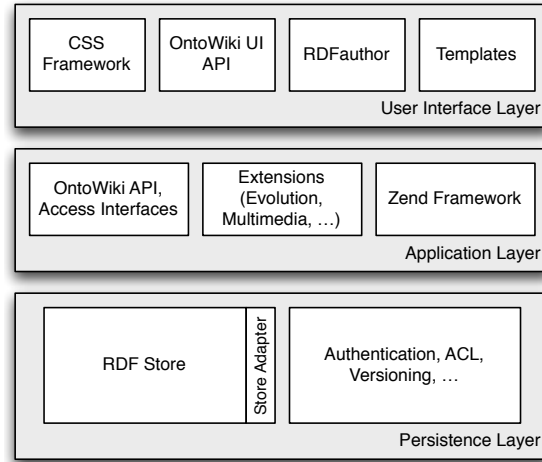 CSS
Framework
OntoWiki UI
API
RDFauthor
Templates
User Interface Layer
OntoWiki API,
Access Interfaces
Extensions
(Evolution,
Multimedia, …)
Zend Framework
Application Layer
RDF Store
Store Adapter
Authentication, ACL,
Versioning, …
Persistence Layer